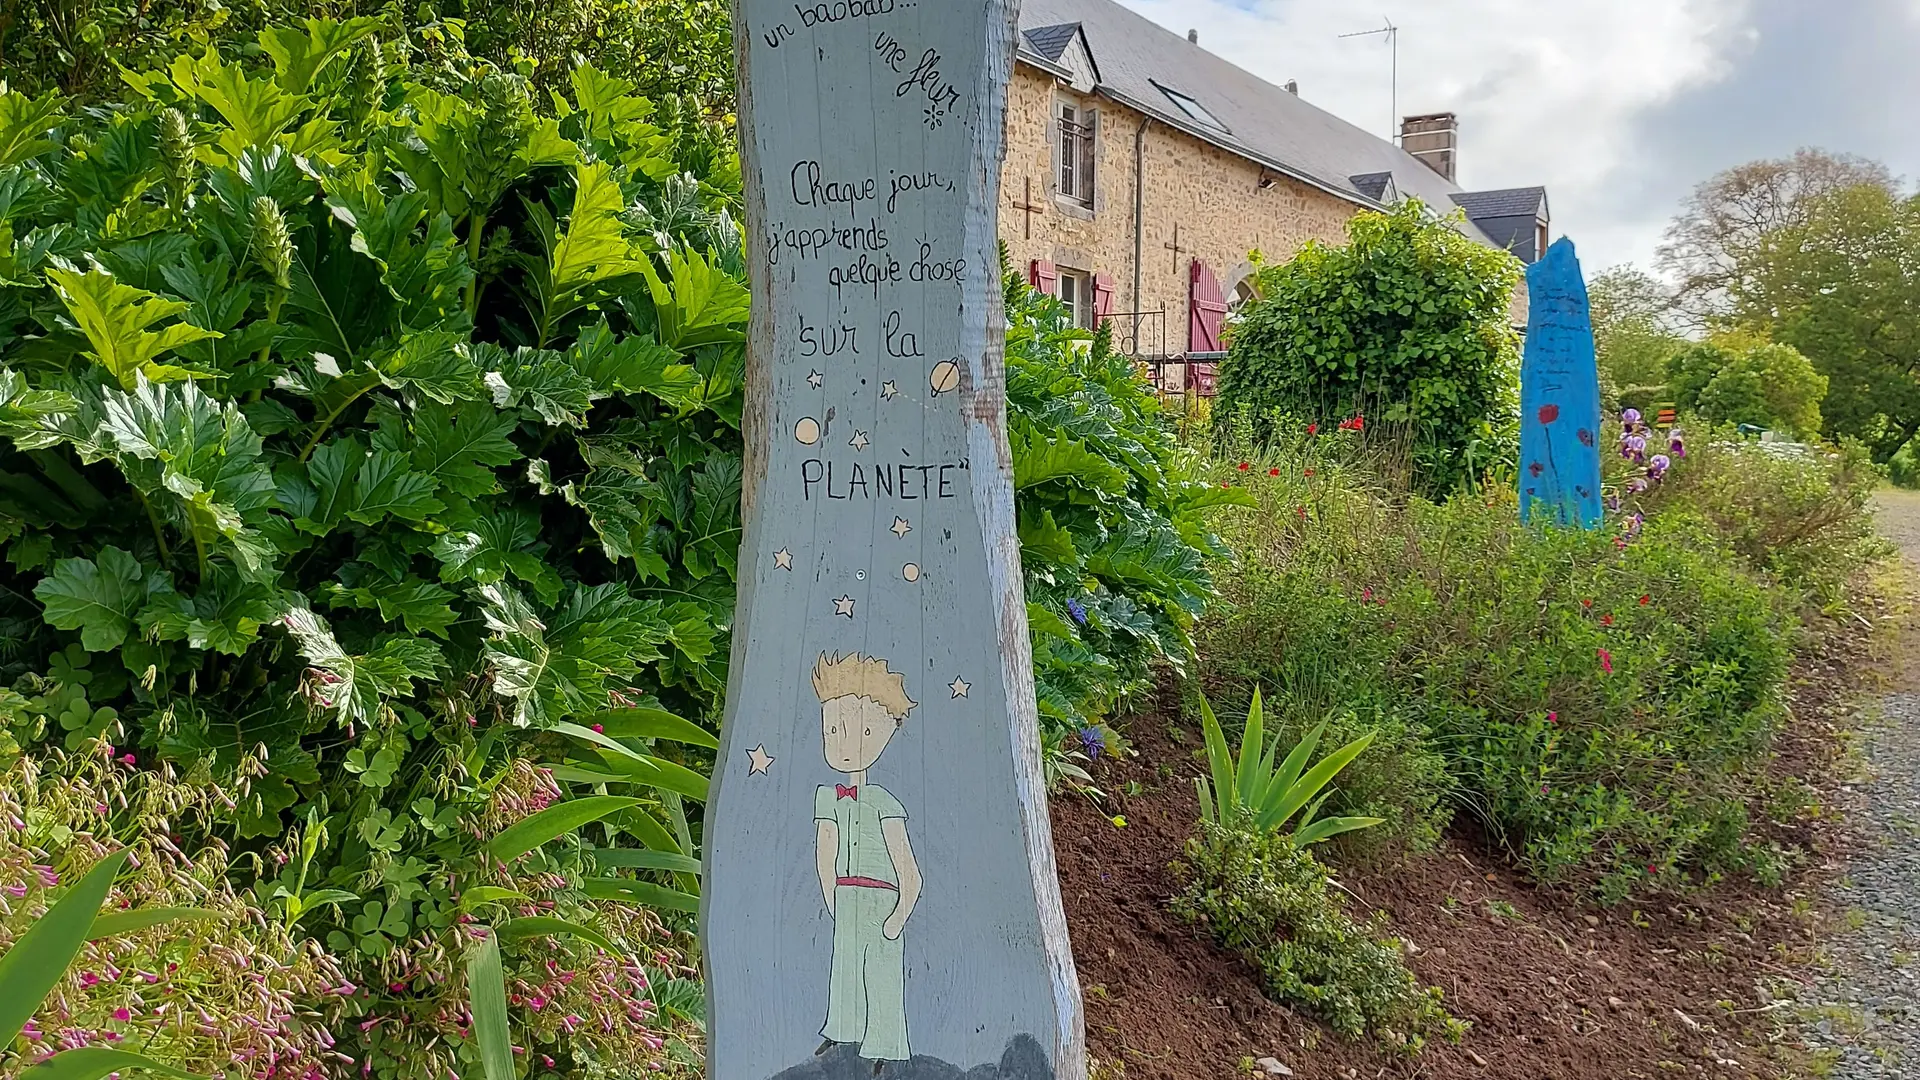 un baobab...
une fleur
Chaque jour,
j'apprends
quelque chose
sur la
PLANÈTE"